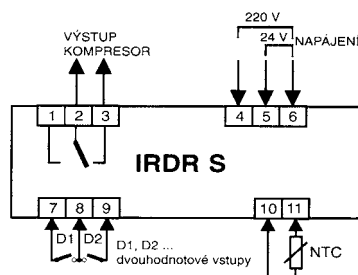 VÝSTUP
KOMPRESOR
220 V
24 V NAPÁJENÍ
1 2 3 4 5 6
IRDR S
7 8 9 10 11
D1 D2 D1, D2 ...
dvouhodnotové vstupy
NTC